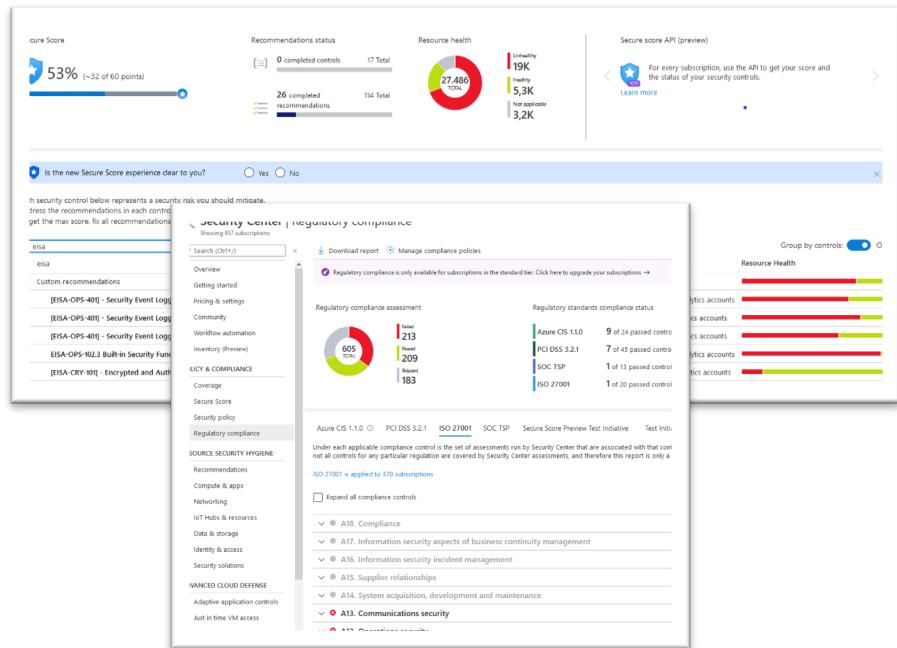 cure Score
53% (~32 of 60 points)
Recommendations status
0 completed controls 17 Total
26 completed recommendations 154 Total
Resource health
27.486
TOTAL
Unhealthy
19K
Healthy
5,3K
Not applicable
3,2K
Secure score API (preview)
For every subscription, use the API to get your score and
the status of your security controls.
Learn more
Is the new Secure Score experience clear to you? Yes No
h security control below represents a security risk you should mitigate.
dress the recommendations in each contro
get the max score, fix all recommendations
eisa
Group by controls:
Resource Health
eisa
Custom recommendations
[EISA-OPS-401] - Security Event Logg
lytics accounts
[EISA-OPS-401] - Security Event Logg
ics accounts
[EISA-OPS-401] - Security Event Logg
ics accounts
EISA-OPS-102.3 Built-in Security Func
lytics accounts
[EISA-CRY-101] - Encrypted and Auth
ytics accounts
Security Center | Regulatory compliance
Showing 957 subscriptions
Search (Ctrl+/)
«
Overview
Getting started
Pricing & settings
Community
Workflow automation
Inventory (Preview)
LICY & COMPLIANCE
Coverage
Secure Score
Security policy
Regulatory compliance
SOURCE SECURITY HYGIENE
Recommendations
Compute & apps
Networking
IoT Hubs & resources
Data & storage
Identity & access
Security solutions
VANCED CLOUD DEFENSE
Adaptive application controls
Just in time VM access
Download report Manage compliance policies
Regulatory compliance is only available for subscriptions in the standard tier. Click here to upgrade your subscriptions →
Regulatory compliance assessment
605
TOTAL
Failed
213
Passed
209
Skipped
183
Regulatory standards compliance status
Azure CIS 1.1.0 9 of 24 passed contro
PCI DSS 3.2.1 7 of 45 passed contro
SOC TSP 1 of 13 passed contro
ISO 27001 1 of 20 passed contro
Azure CIS 1.1.0 PCI DSS 3.2.1 ISO 27001 SOC TSP Secure Score Preview Test Initiative Test Initi
Under each applicable compliance control is the set of assessments run by Security Center that are associated with that con
not all controls for any particular regulation are covered by Security Center assessments, and therefore this report is only a
ISO 27001 is applied to 370 subscriptions
Expand all compliance controls
A18. Compliance
A17. Information security aspects of business continuity management
A16. Information security incident management
A15. Supplier relationships
A14. System acquisition, development and maintenance
A13. Communications security